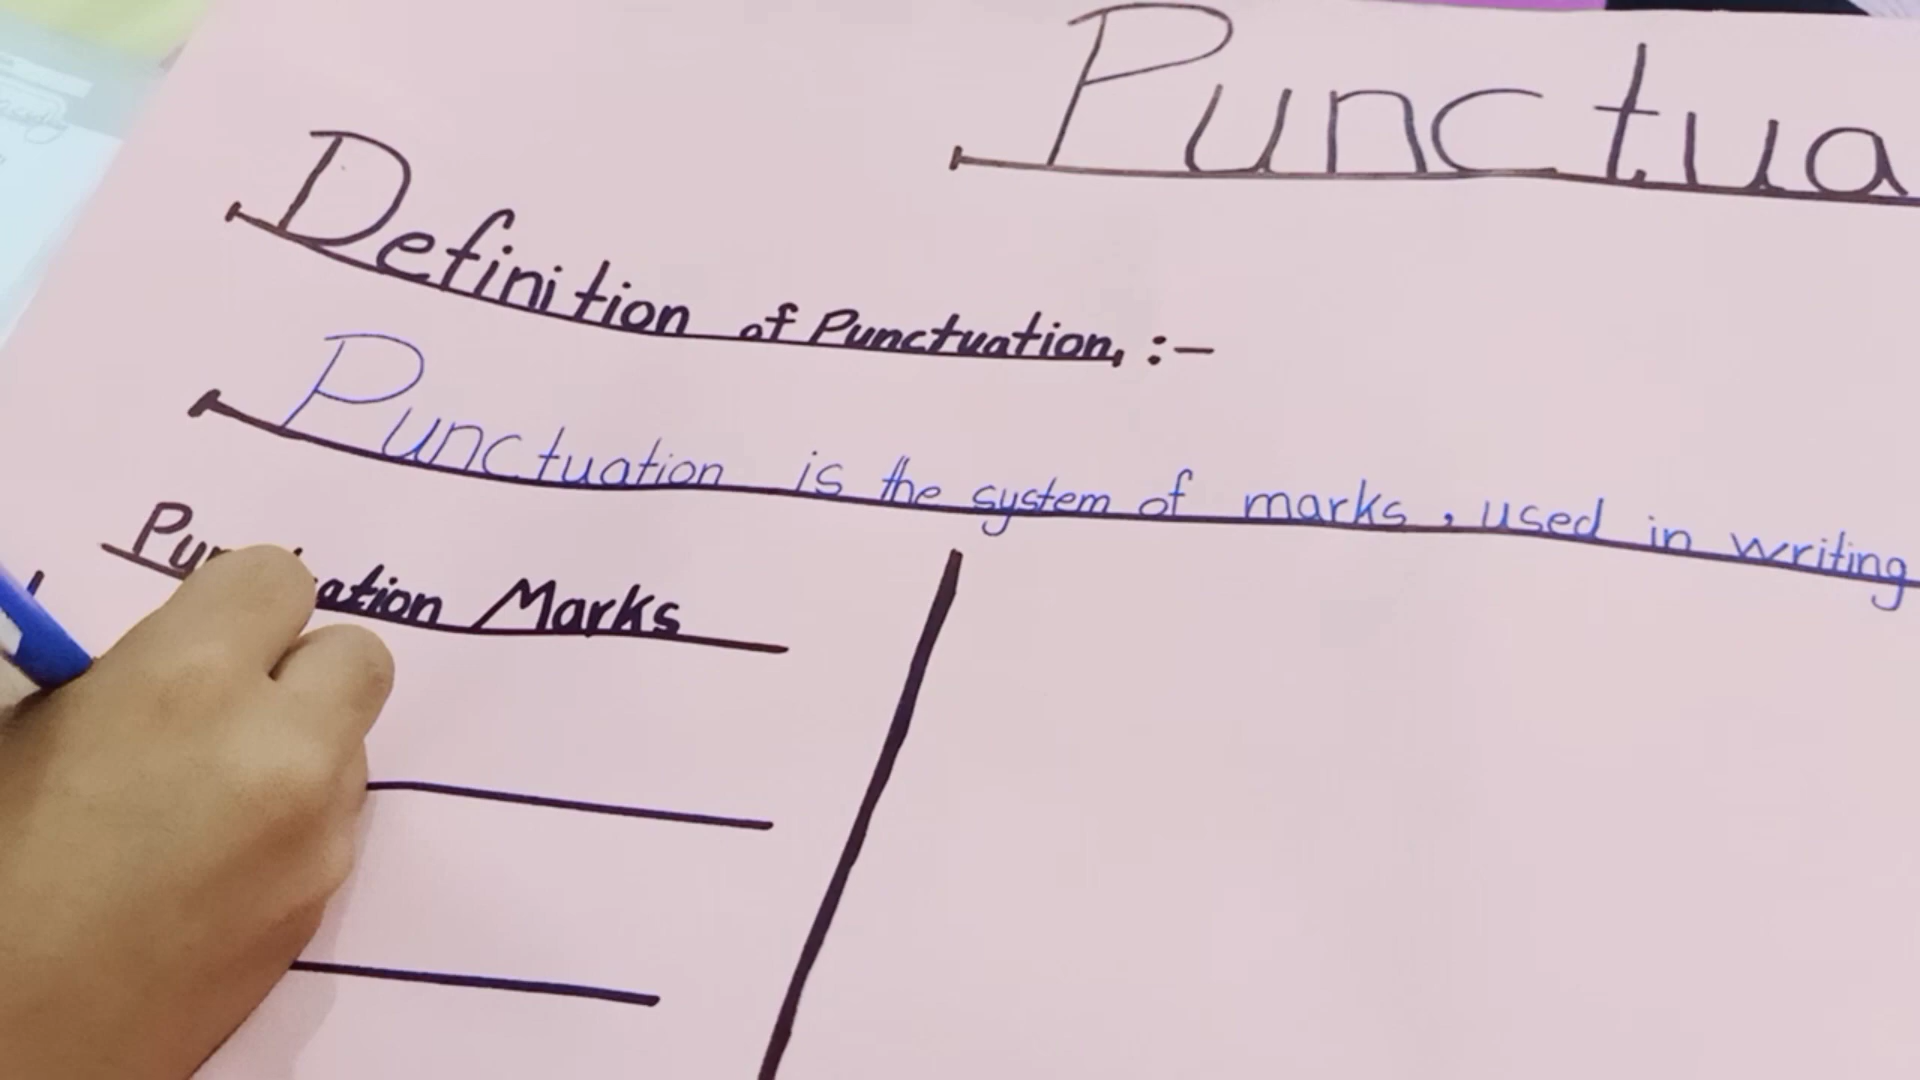 Punctua
Definition of Punctuation, :-
Punctuation is the system of marks, used in writing
Marks